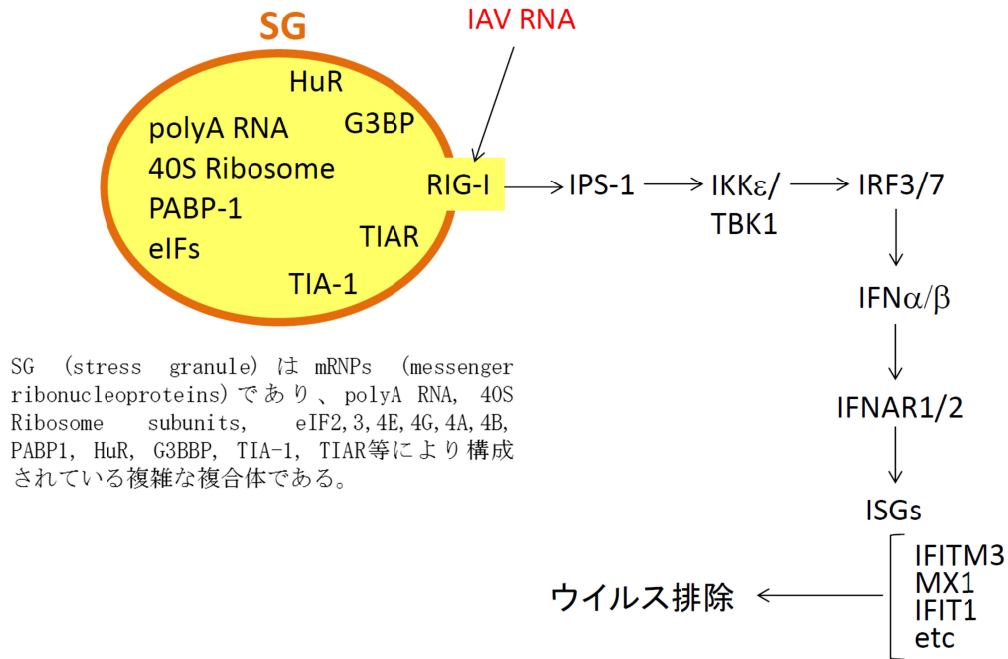 SG
IAV RNA
HuR
G3BP
polyA RNA
40S Ribosome
PABP-1
eIFs
TIAR
TIA-1
RIG-I
IPS-1
IKKε/
TBK1
IRF3/7
IFNα/β
IFNAR1/2
ISGs
IFITM3
MX1
IFIT1
etc
ウイルス排除
SG (stress granule) は mRNPs (messenger
ribonucleoproteins)であり、polyA RNA, 40S
Ribosome subunits, eIF2,3,4E,4G,4A,4B,
PABP1, HuR, G3BBP, TIA-1, TIAR等により構成
されている複雑な複合体である。